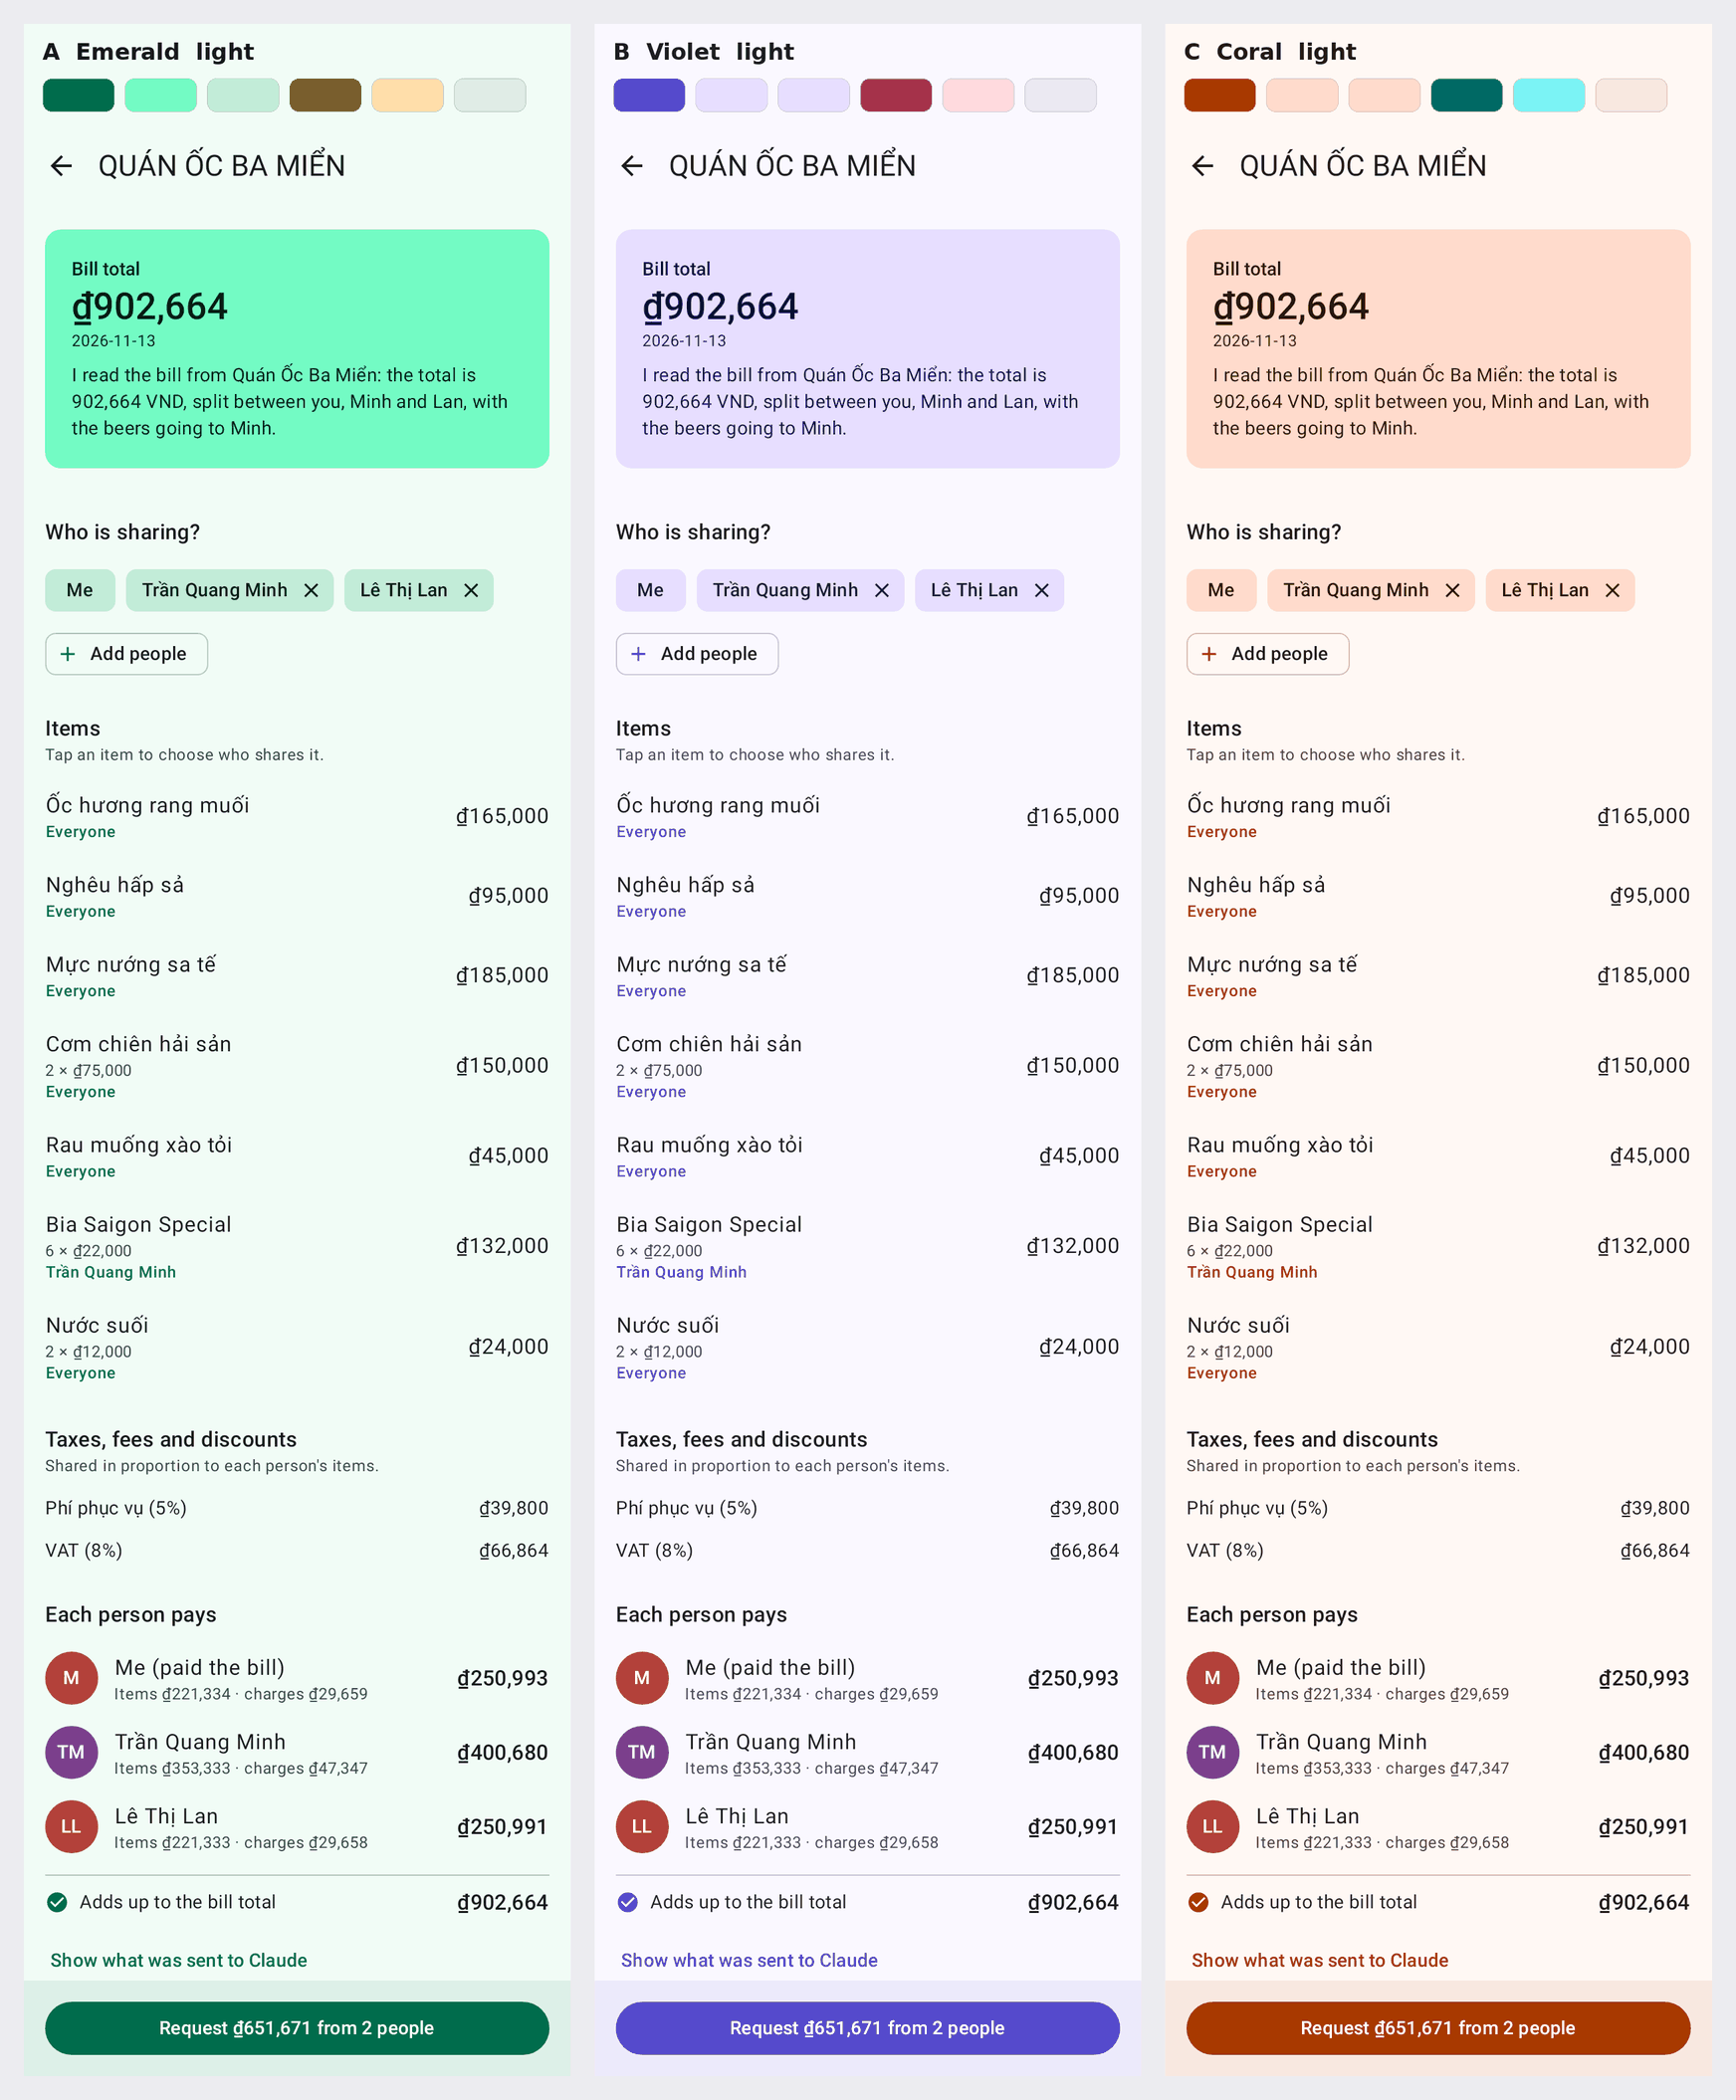 A Emerald light
QUÁN ỐC BA MIỂN
Bill total
₫902,664
2026-11-13
I read the bill from Quán Ốc Ba Miển: the total is
902,664 VND, split between you, Minh and Lan, with
the beers going to Minh.
Who is sharing?
Me Trần Quang Minh Lê Thị Lan
Add people
Items
Tap an item to choose who shares it.
Ốc hương rang muối ₫165,000
Everyone
Nghêu hấp sả ₫95,000
Everyone
Mực nướng sa tế ₫185,000
Everyone
Cơm chiên hải sản ₫150,000
2 × ₫75,000
Everyone
Rau muống xào tỏi ₫45,000
Everyone
Bia Saigon Special ₫132,000
6 × ₫22,000
Trần Quang Minh
Nước suối ₫24,000
2 × ₫12,000
Everyone
Taxes, fees and discounts
Shared in proportion to each person's items.
Phí phục vụ (5%) ₫39,800
VAT (8%) ₫66,864
Each person pays
M Me (paid the bill) ₫250,993
Items ₫221,334 · charges ₫29,659
TM Trần Quang Minh ₫400,680
Items ₫353,333 · charges ₫47,347
LL Lê Thị Lan ₫250,991
Items ₫221,333 · charges ₫29,658
Adds up to the bill total ₫902,664
Show what was sent to Claude
Request ₫651,671 from 2 people
B Violet light
QUÁN ỐC BA MIỂN
Bill total
₫902,664
2026-11-13
I read the bill from Quán Ốc Ba Miển: the total is
902,664 VND, split between you, Minh and Lan, with
the beers going to Minh.
Who is sharing?
Me Trần Quang Minh Lê Thị Lan
Add people
Items
Tap an item to choose who shares it.
Ốc hương rang muối ₫165,000
Everyone
Nghêu hấp sả ₫95,000
Everyone
Mực nướng sa tế ₫185,000
Everyone
Cơm chiên hải sản ₫150,000
2 × ₫75,000
Everyone
Rau muống xào tỏi ₫45,000
Everyone
Bia Saigon Special ₫132,000
6 × ₫22,000
Trần Quang Minh
Nước suối ₫24,000
2 × ₫12,000
Everyone
Taxes, fees and discounts
Shared in proportion to each person's items.
Phí phục vụ (5%) ₫39,800
VAT (8%) ₫66,864
Each person pays
M Me (paid the bill) ₫250,993
Items ₫221,334 · charges ₫29,659
TM Trần Quang Minh ₫400,680
Items ₫353,333 · charges ₫47,347
LL Lê Thị Lan ₫250,991
Items ₫221,333 · charges ₫29,658
Adds up to the bill total ₫902,664
Show what was sent to Claude
Request ₫651,671 from 2 people
C Coral light
QUÁN ỐC BA MIỂN
Bill total
₫902,664
2026-11-13
I read the bill from Quán Ốc Ba Miển: the total is
902,664 VND, split between you, Minh and Lan, with
the beers going to Minh.
Who is sharing?
Me Trần Quang Minh Lê Thị Lan
Add people
Items
Tap an item to choose who shares it.
Ốc hương rang muối ₫165,000
Everyone
Nghêu hấp sả ₫95,000
Everyone
Mực nướng sa tế ₫185,000
Everyone
Cơm chiên hải sản ₫150,000
2 × ₫75,000
Everyone
Rau muống xào tỏi ₫45,000
Everyone
Bia Saigon Special ₫132,000
6 × ₫22,000
Trần Quang Minh
Nước suối ₫24,000
2 × ₫12,000
Everyone
Taxes, fees and discounts
Shared in proportion to each person's items.
Phí phục vụ (5%) ₫39,800
VAT (8%) ₫66,864
Each person pays
M Me (paid the bill) ₫250,993
Items ₫221,334 · charges ₫29,659
TM Trần Quang Minh ₫400,680
Items ₫353,333 · charges ₫47,347
LL Lê Thị Lan ₫250,991
Items ₫221,333 · charges ₫29,658
Adds up to the bill total ₫902,664
Show what was sent to Claude
Request ₫651,671 from 2 people